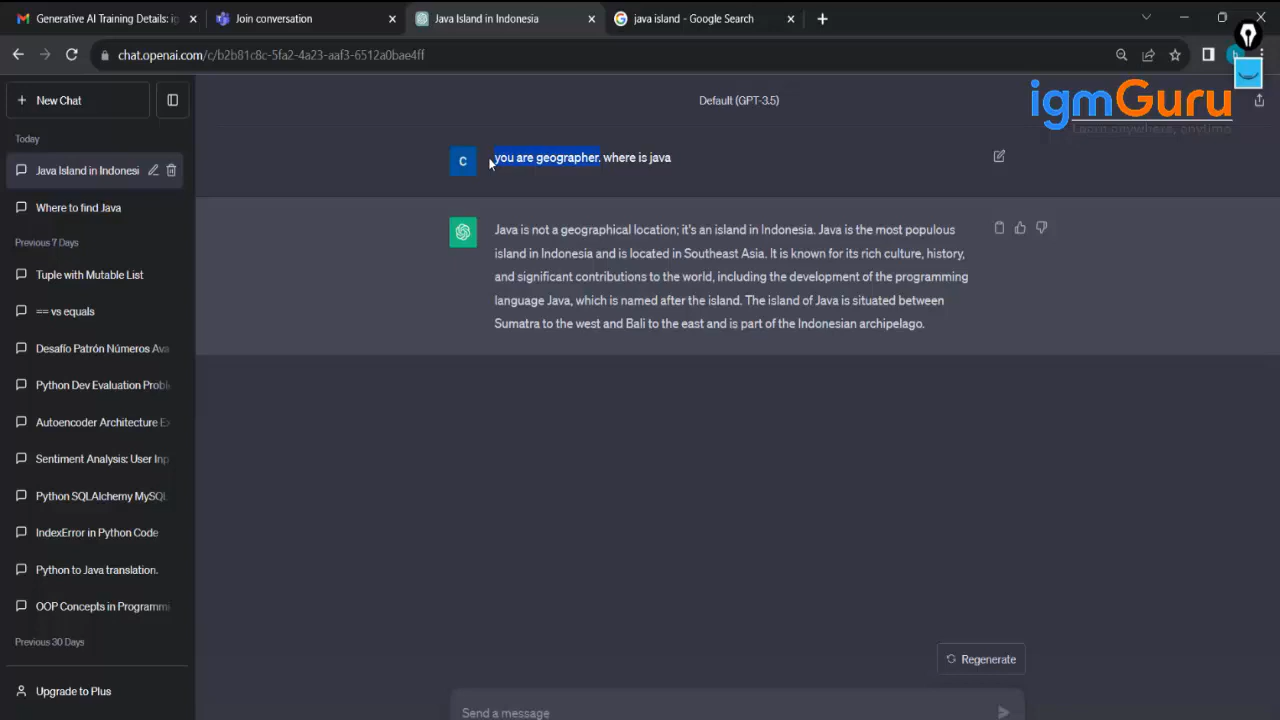 Generative AI Training Details: ig
Join conversation
Java Island in Indonesia
java island - Google Search
chat.openai.com/c/b2b81c8c-5fa2-4a23-aaf3-6512a0bae4ff
igmGuru
Learn anywhere, anytime
New Chat
Default (GPT-3.5)
Today
Java Island in Indonesi
Where to find Java
Previous 7 Days
Tuple with Mutable List
== vs equals
Desafío Patrón Números Ava
Python Dev Evaluation Probl
Autoencoder Architecture Ex
Sentiment Analysis: User Inp
Python SQLAlchemy MySQL
IndexError in Python Code
Python to Java translation.
OOP Concepts in Programmi
Previous 30 Days
Upgrade to Plus
C
you are geographer. where is java
Java is not a geographical location; it's an island in Indonesia. Java is the most populous
island in Indonesia and is located in Southeast Asia. It is known for its rich culture, history,
and significant contributions to the world, including the development of the programming
language Java, which is named after the island. The island of Java is situated between
Sumatra to the west and Bali to the east and is part of the Indonesian archipelago.
Regenerate
Send a message